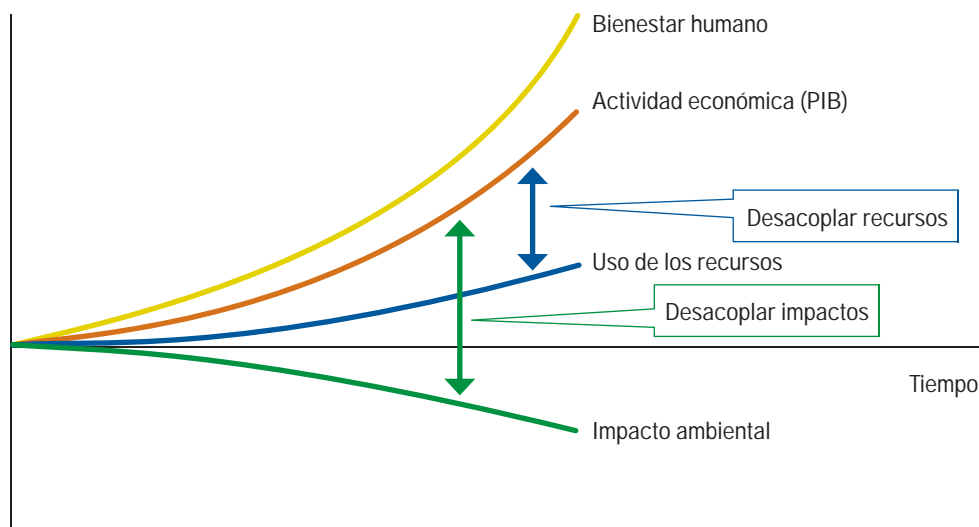 Bienestar humano
Actividad económica (PIB)
Desacoplar recursos
Uso de los recursos
Desacoplar impactos
Tiempo
Impacto ambiental